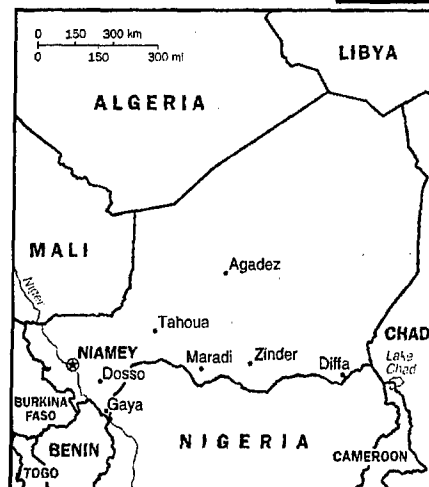 0 150 300 km
0 150 300 mi
LIBYA
ALGERIA
MALI
Niger
Agadez
Tahoua
CHAD
NIAMEY
Maradi
Zinder
Diffa
Lake
Chad
Dosso
BURKINA
FASO
Gaya
BENIN
NIGERIA
CAMEROON
TOGO